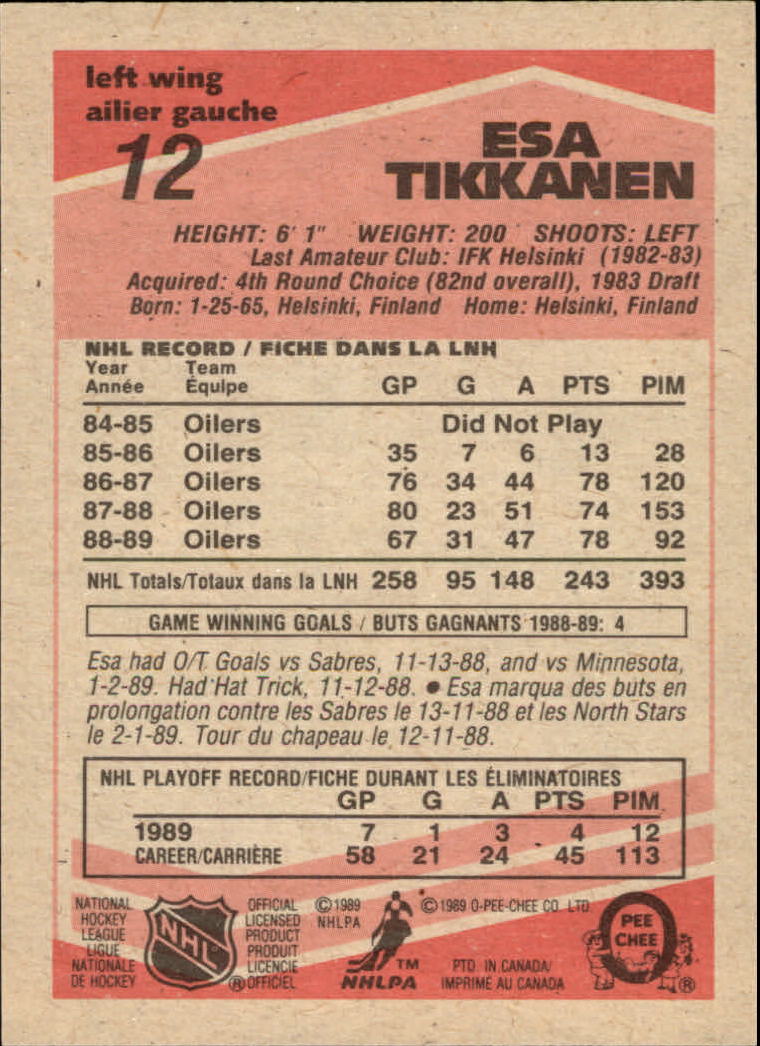 left wing
ailier gauche
12
ESA
TIKKANEN
HEIGHT: 6' 1" WEIGHT: 200 SHOOTS: LEFT
Last Amateur Club: IFK Helsinki (1982-83)
Acquired: 4th Round Choice (82nd overall), 1983 Draft
Born: 1-25-65, Helsinki, Finland Home: Helsinki, Finland
NHL RECORD / FICHE DANS LA LNH
Year Team
Année Équipe GP G A PTS PIM
84-85 Oilers Did Not Play
85-86 Oilers 35 7 6 13 28
86-87 Oilers 76 34 44 78 120
87-88 Oilers 80 23 51 74 153
88-89 Oilers 67 31 47 78 92
NHL Totals/Totaux dans la LNH 258 95 148 243 393
GAME WINNING GOALS / BUTS GAGNANTS 1988-89: 4
Esa had O/T Goals vs Sabres, 11-13-88, and vs Minnesota,
1-2-89. Had Hat Trick, 11-12-88. ● Esa marqua des buts en
prolongation contre les Sabres le 13-11-88 et les North Stars
le 2-1-89. Tour du chapeau le 12-11-88.
NHL PLAYOFF RECORD/FICHE DURANT LES ÉLIMINATOIRES
GP G A PTS PIM
1989 7 1 3 4 12
CAREER/CARRIÈRE 58 21 24 45 113
NATIONAL
HOCKEY
LEAGUE
LIGUE
NATIONALE
DE HOCKEY
NHL
OFFICIAL
LICENSED
PRODUCT
PRODUIT
LICENCIE
® OFFICIEL
© 1989
NHLPA
TM
NHLPA
© 1989 O-PEE-CHEE CO. LTD.
PTD. IN CANADA/
IMPRIMÉ AU CANADA
O
PEE
CHEE
®